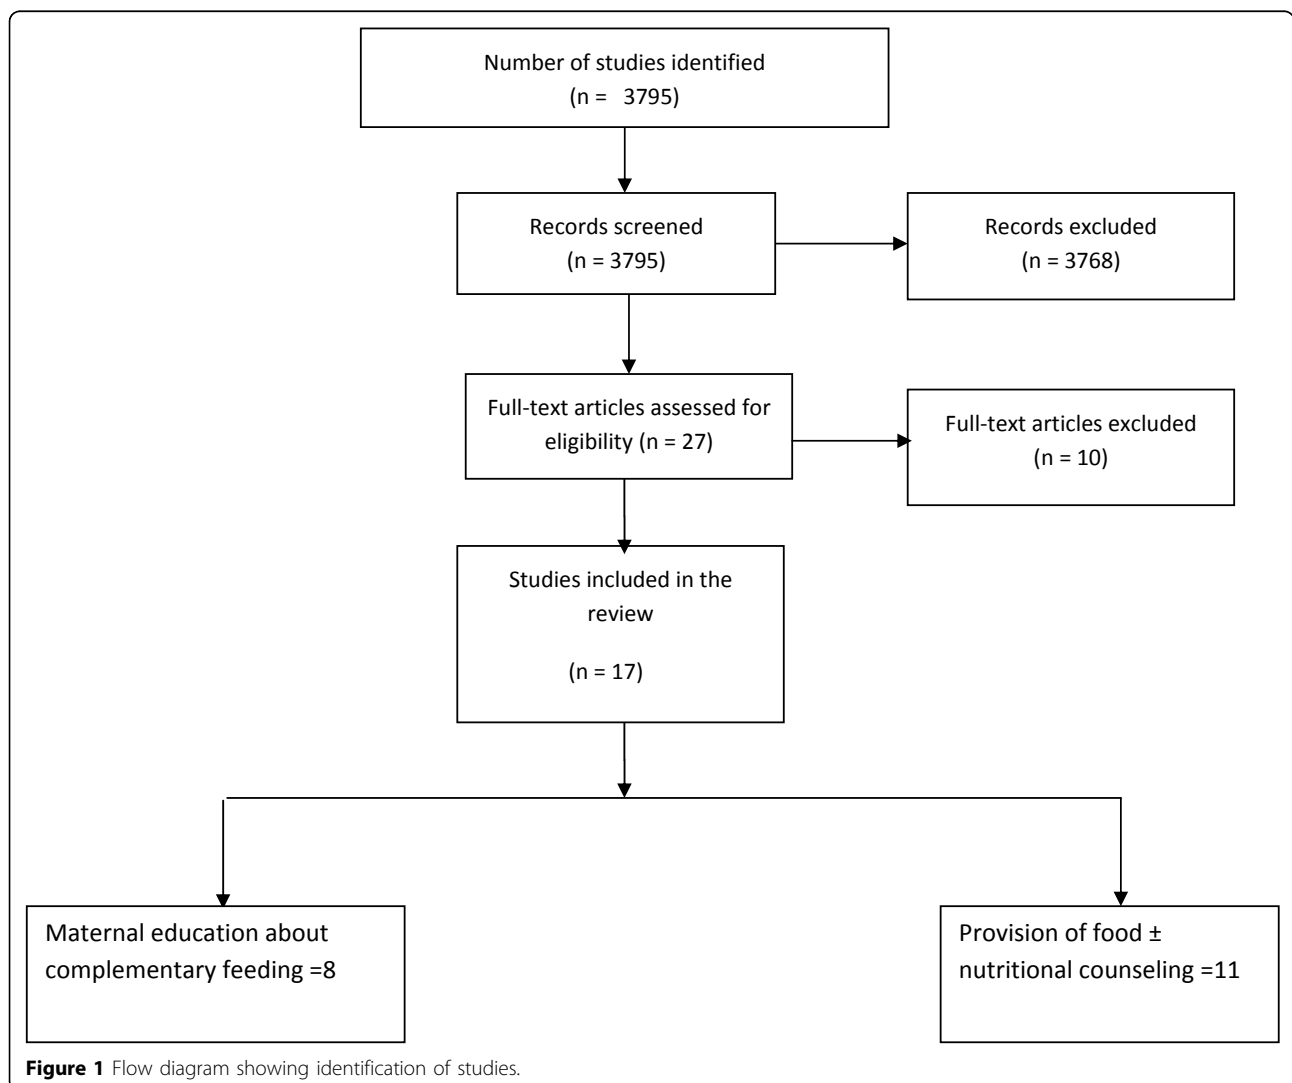 Number of studies identified
(n = 3795)
Records screened
(n = 3795)
Records excluded
(n = 3768)
Full-text articles assessed for
eligibility (n = 27)
Full-text articles excluded
(n = 10)
Studies included in the
review
(n = 17)
Maternal education about
complementary feeding =8
Provision of food ±
nutritional counseling =11
Figure 1 Flow diagram showing identification of studies.